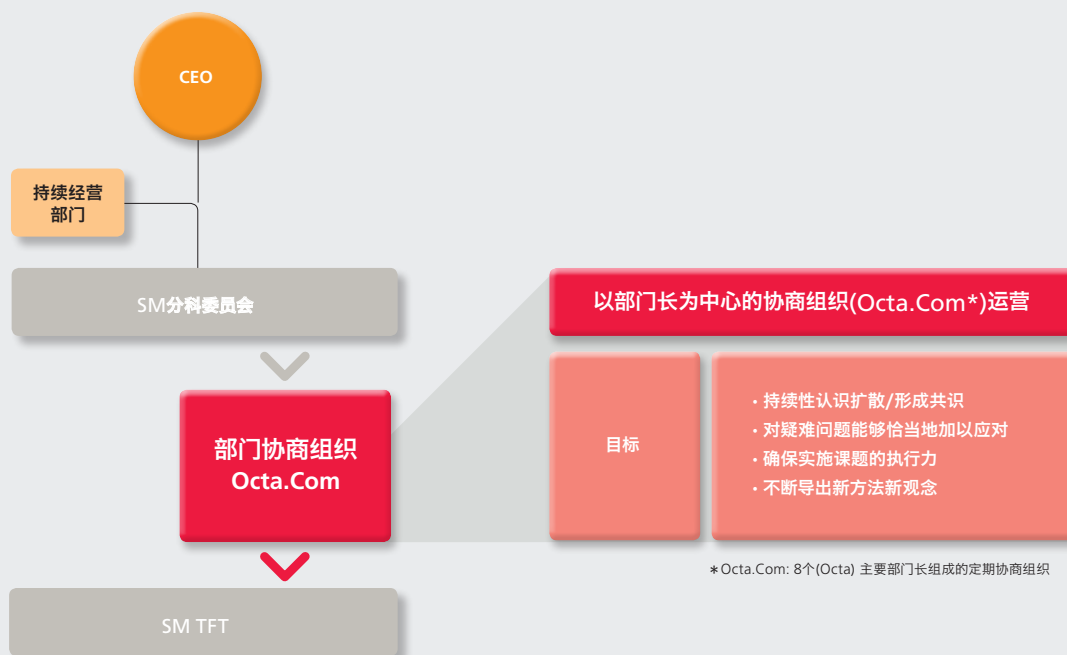 CEO
持续经营
部门
SM分科委员会
部门协商组织
Octa.Com
SM TFT
以部门长为中心的协商组织(Octa.Com*)运营
目标
· 持续性认识扩散/形成共识
· 对疑难问题能够恰当地加以应对
· 确保实施课题的执行力
· 不断导出新方法新观念
*Octa.Com: 8个(Octa) 主要部门长组成的定期协商组织